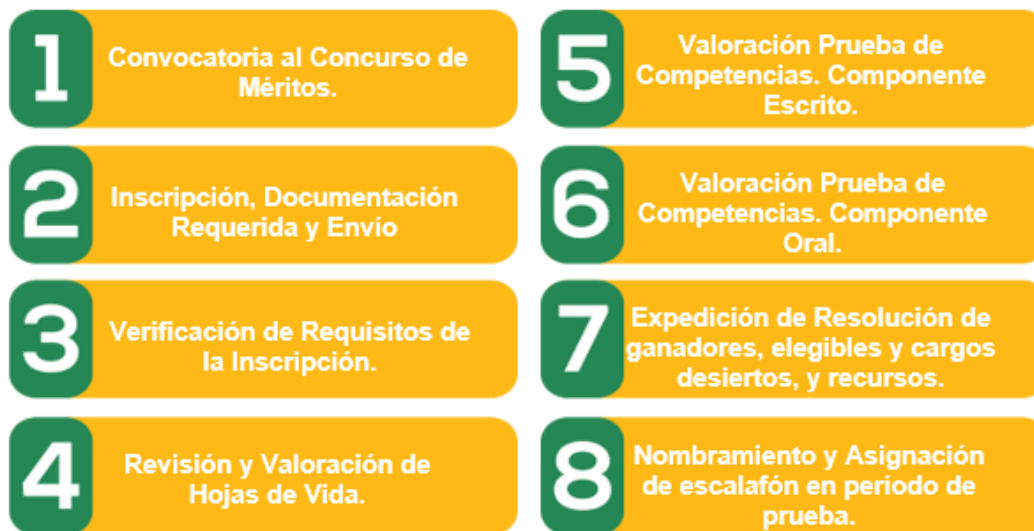 1
Convocatoria al Concurso de
Méritos.
2
Inscripción, Documentación
Requerida y Envío
3
Verificación de Requisitos de
la Inscripción.
4
Revisión y Valoración de
Hojas de Vida.
5
Valoración Prueba de
Competencias. Componente
Escrito.
6
Valoración Prueba de
Competencias. Componente
Oral.
7
Expedición de Resolución de
ganadores, elegibles y cargos
desiertos, y recursos.
8
Nombramiento y Asignación
de escalafón en período de
prueba.